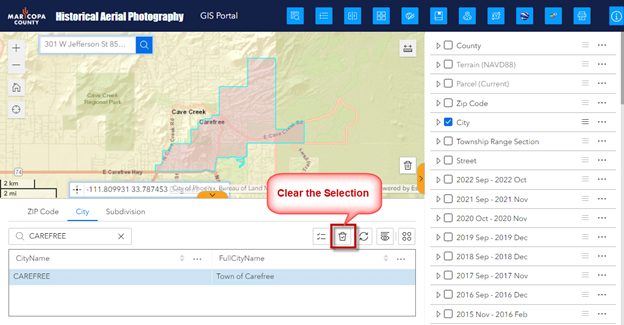 MARICOPA COUNTY
Historical Aerial Photography
GIS Portal
301 W Jefferson St 85...
Cave Creek
Regional Park
Cave Creek
Carefree
E Cave Creek Rd
E Carefree Hwy
74
2 km
2 mi
-111.809931 33.787453
City of Phoenix, Bureau of Land
Powered by Esri
Clear the Selection
ZIP Code
City
Subdivision
CAREFREE
CityName
FullCityName
CAREFREE
Town of Carefree
County
Terrain (NAVD88)
Parcel (Current)
Zip Code
City
Township Range Section
Street
2022 Sep - 2022 Oct
2021 Sep - 2021 Nov
2020 Oct - 2020 Nov
2019 Sep - 2019 Dec
2018 Sep - 2018 Dec
2017 Sep - 2017 Nov
2016 Sep - 2016 Dec
2015 Nov - 2016 Feb